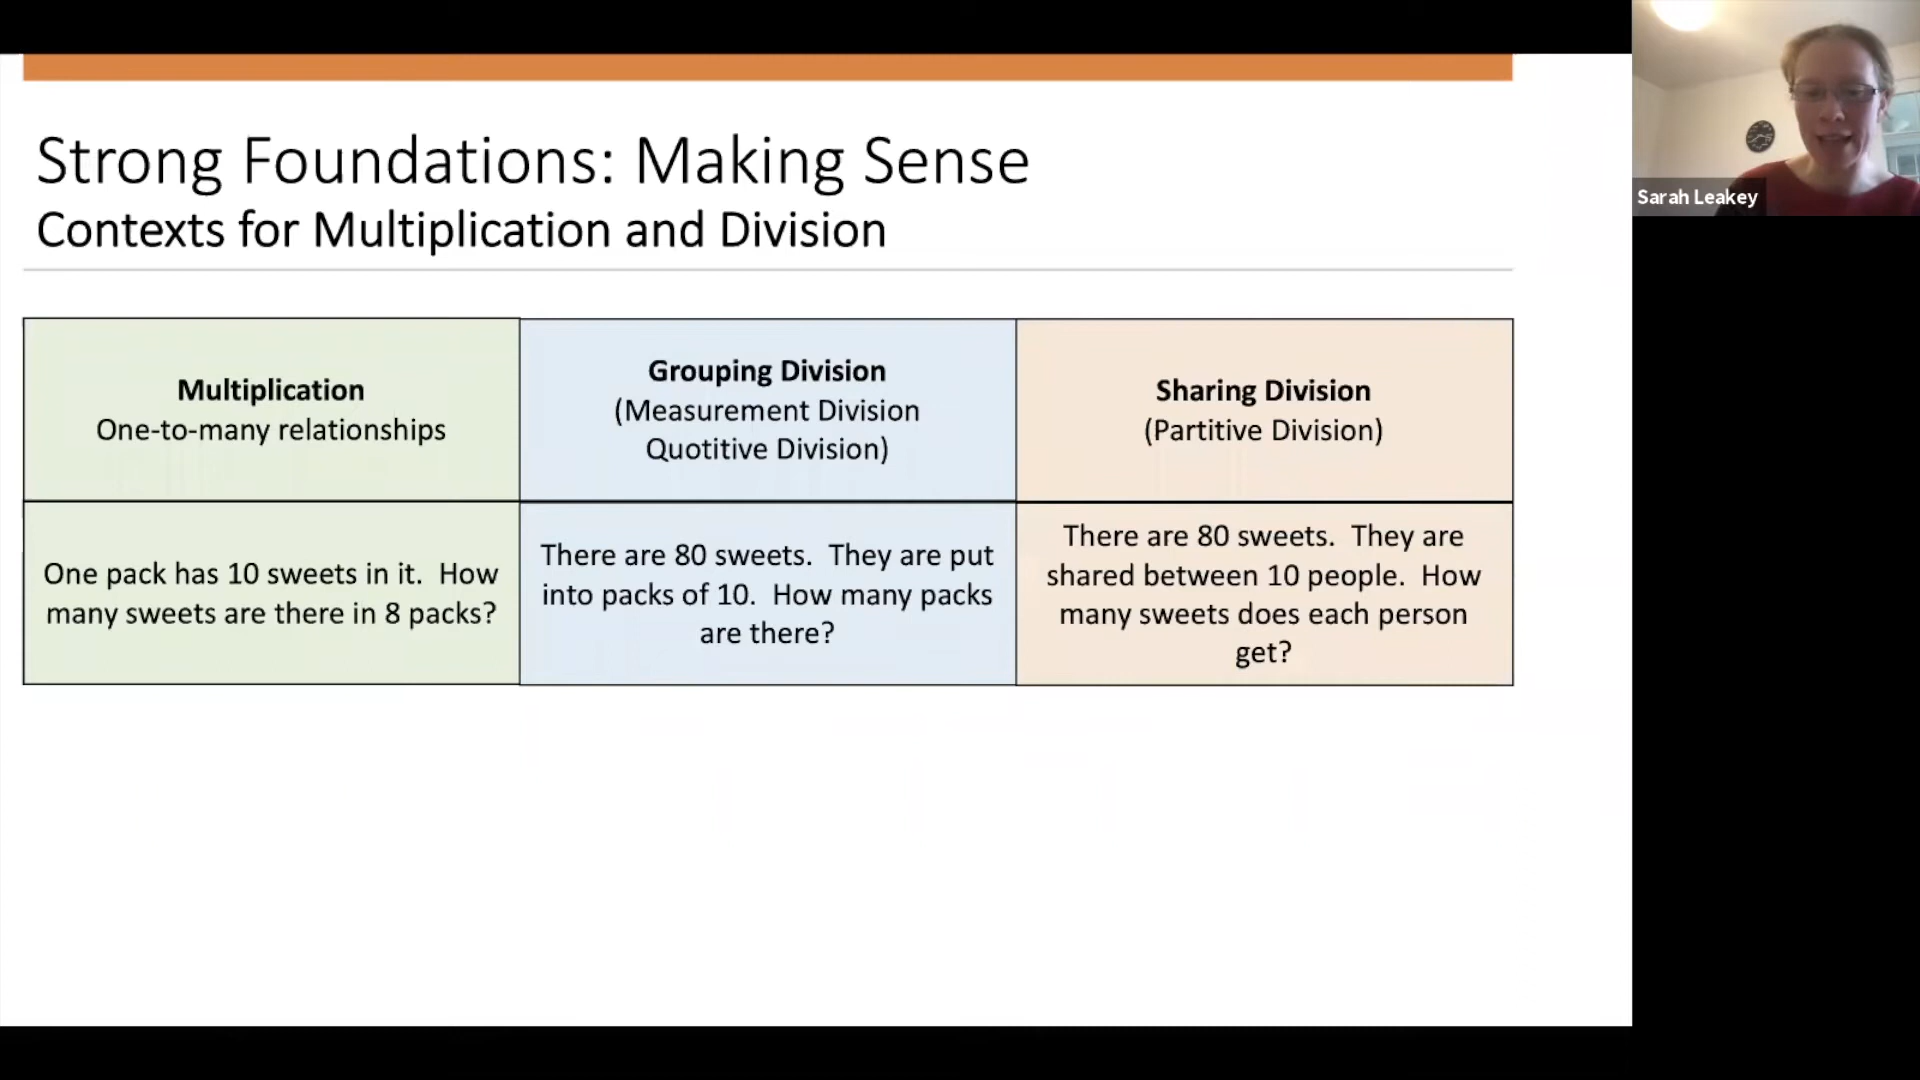 Strong Foundations: Making Sense
Contexts for Multiplication and Division
Multiplication
One-to-many relationships
Grouping Division
(Measurement Division
Quotitive Division)
Sharing Division
(Partitive Division)
One pack has 10 sweets in it. How
many sweets are there in 8 packs?
There are 80 sweets. They are put
into packs of 10. How many packs
are there?
There are 80 sweets. They are
shared between 10 people. How
many sweets does each person
get?
Sarah Leakey